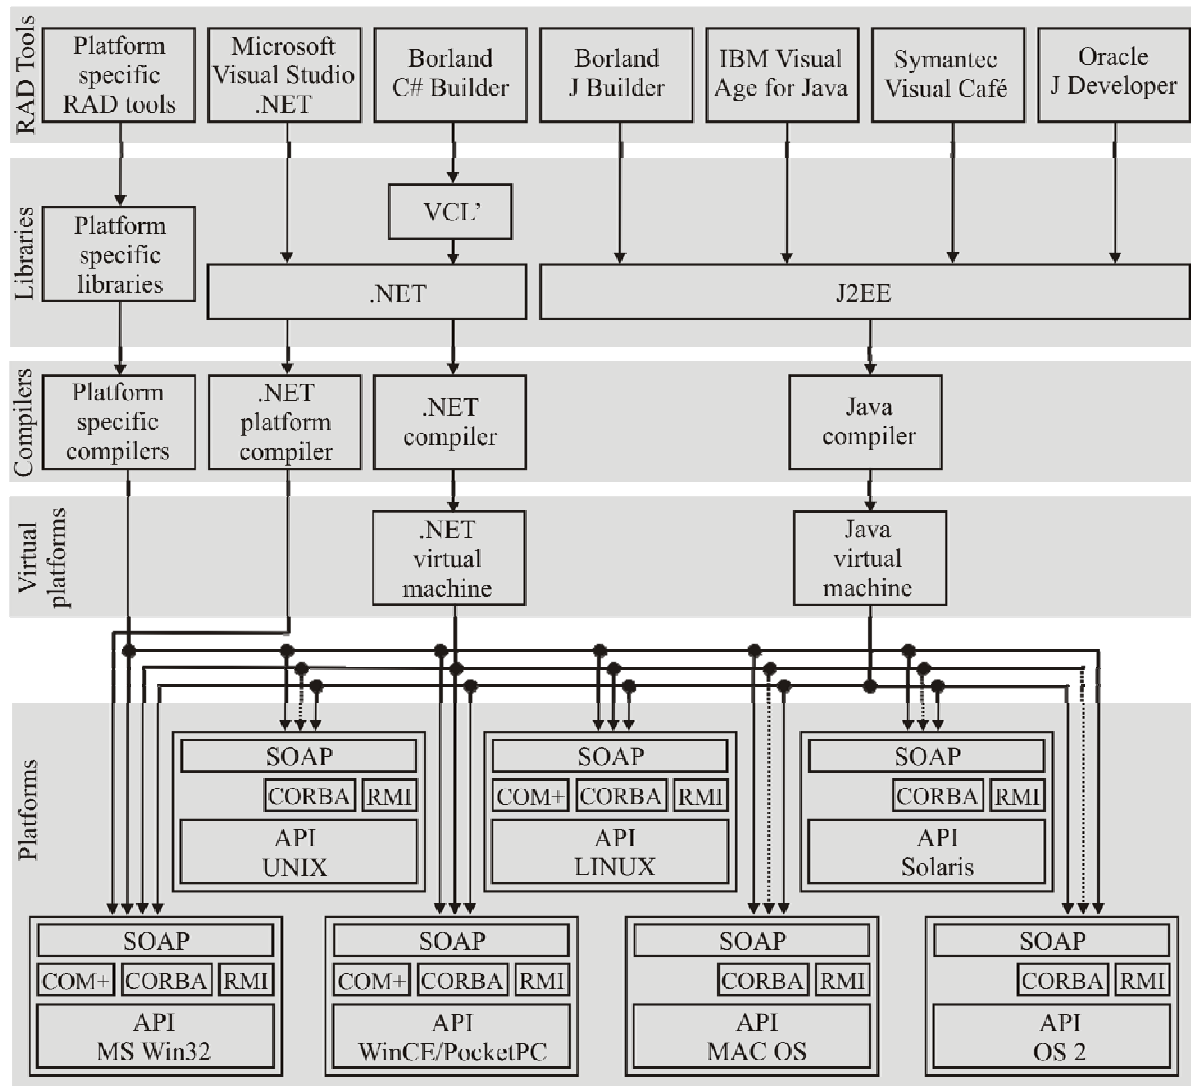 RAD Tools
Platform
specific
RAD tools
Microsoft
Visual Studio
.NET
Borland
C# Builder
Borland
J Builder
IBM Visual
Age for Java
Symantec
Visual Café
Oracle
J Developer
Libraries
Platform
specific
libraries
VCL’
.NET
J2EE
Compilers
Platform
specific
compilers
.NET
platform
compiler
.NET
compiler
Java
compiler
Virtual
platforms
.NET
virtual
machine
Java
virtual
machine
Platforms
SOAP
CORBA
RMI
API
UNIX
SOAP
COM+
CORBA
RMI
API
LINUX
SOAP
CORBA
RMI
API
Solaris
SOAP
COM+
CORBA
RMI
API
MS Win32
SOAP
COM+
CORBA
RMI
API
WinCE/PocketPC
SOAP
CORBA
RMI
API
MAC OS
SOAP
CORBA
RMI
API
OS 2